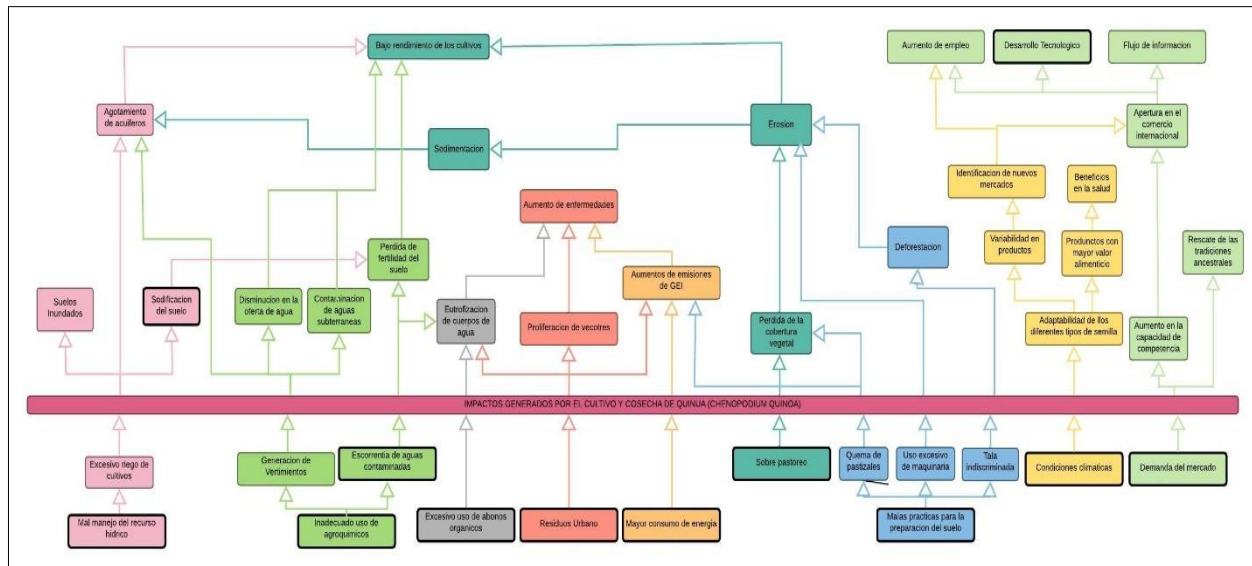 Bajo rendimiento de los cultivos
Aumento de empleo
Desarrollo Tecnologico
Flujo de informacion
Agotamiento
de acuiferos
Erosion
Apertura en el
comercio
internacional
Sedimentacion
Identificacion de nuevos
mercados
Beneficios
en la salud
Aumento de enfermedades
Perdida de
fertilidad del
suelo
Deforestacion
Variabilidad en
productos
Producntos con
mayor valor
alimenticio
Rescate de las
tradiciones
ancestrales
Aumentos de emisiones
de GEI
Suelos
Inundados
Sodificacion
del suelo
Disminucion en la
oferta de agua
Contaminacion
de aguas
subterraneas
Eutrofizacion
de cuerpos de
agua
Proliferacion de vecotres
Perdida de la
cobertura
vegetal
Adaptabilidad de llos
diferentes tipos de semilla
Aumento en la
capacidad de
competencia
IMPACTOS GENERADOS POR EL CULTIVO Y COSECHA DE QUINUA (CHENOPODIUM QUINOA)
Excesivo riego de
cultivos
Generacion de
Vertimientos
Escorrentia de aguas
contaminadas
Sobre pastoreo
Quema de
pastizales
Uso excesivo
de maquinaria
Tala
indiscriminada
Condiciones climaticas
Demanda del mercado
Mal manejo del recurso
hidrico
Inadecuado uso de
agroquimicos
Excesivo uso de abonos
organicos
Residuos Urbano
Mayor consumo de energia
Malas practicas para la
preparacion del suelo